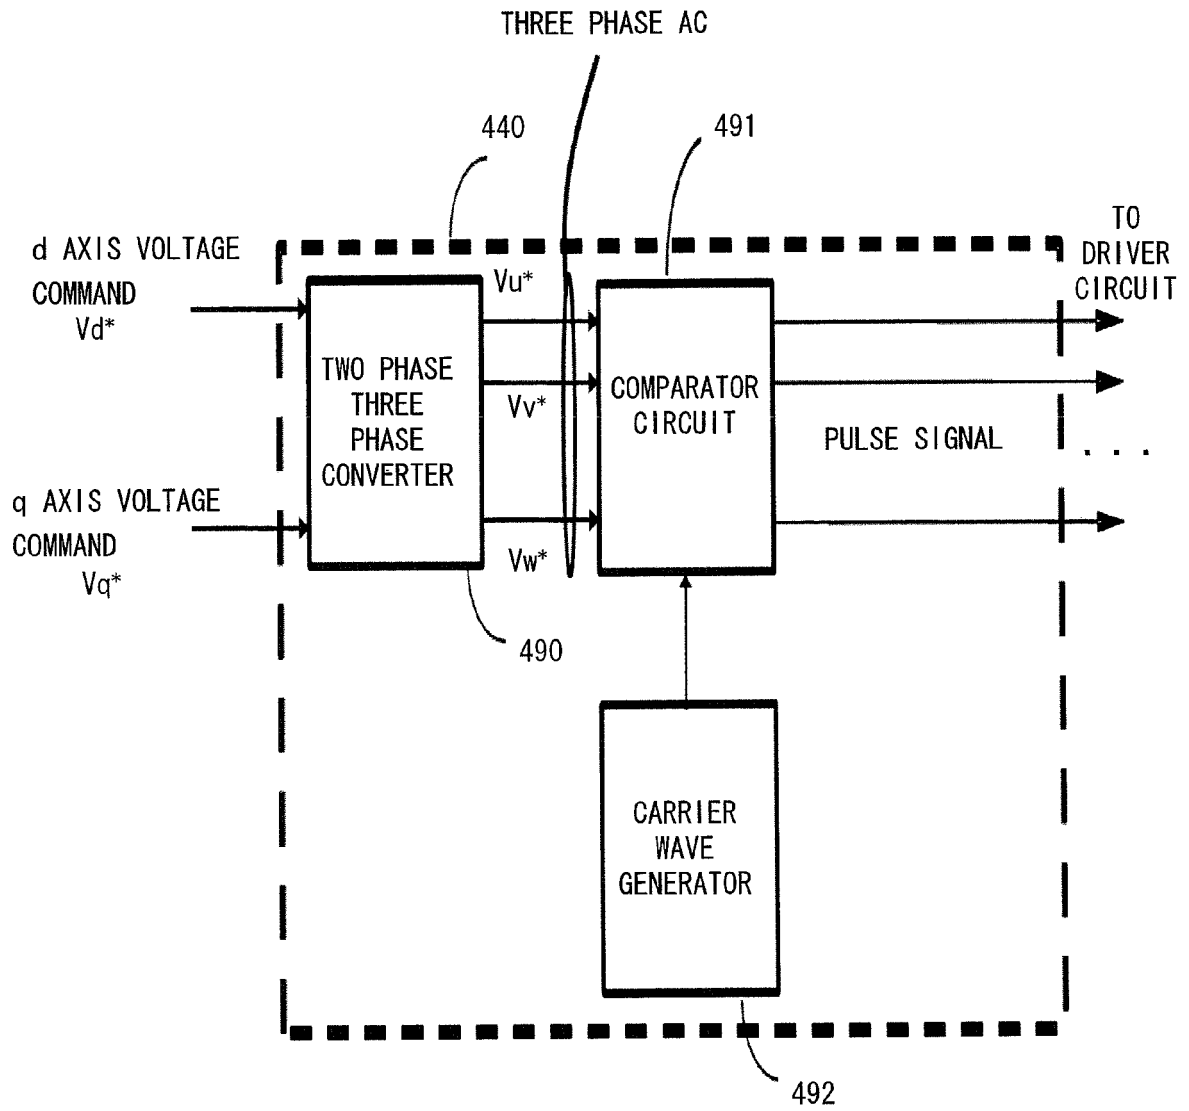 THREE PHASE AC
440
491
d AXIS VOLTAGE
COMMAND
Vd*
TO
DRIVER
CIRCUIT
Vu*
TWO PHASE
THREE
PHASE
CONVERTER
Vv*
COMPARATOR
CIRCUIT
PULSE SIGNAL
. . . .
q AXIS VOLTAGE
COMMAND
Vq*
Vw*
490
CARRIER
WAVE
GENERATOR
492